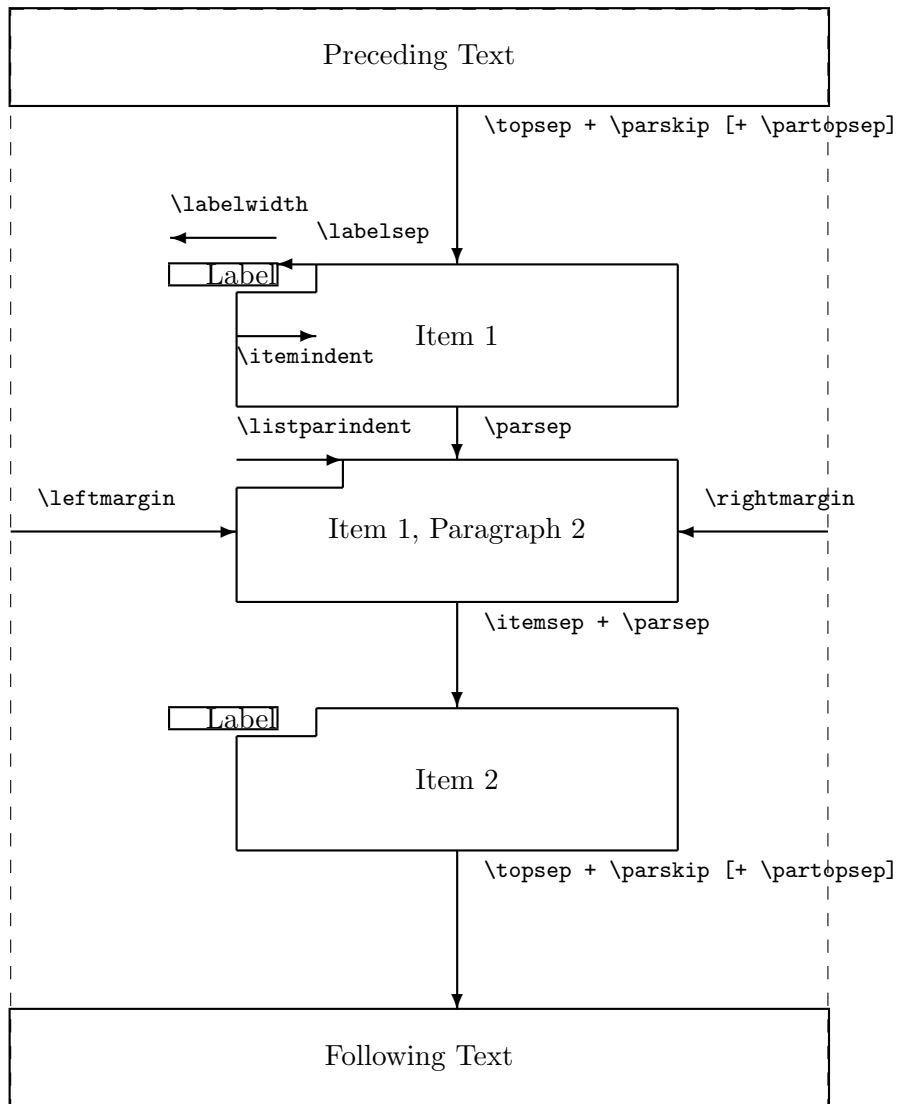 Preceding Text
\topsep + \parskip [+ \partopsep]
\labelwidth
\labelsep
Label
Item 1
\itemindent
\listparindent
\parsep
\leftmargin
\rightmargin
Item 1, Paragraph 2
\itemsep + \parsep
Label
Item 2
\topsep + \parskip [+ \partopsep]
Following Text